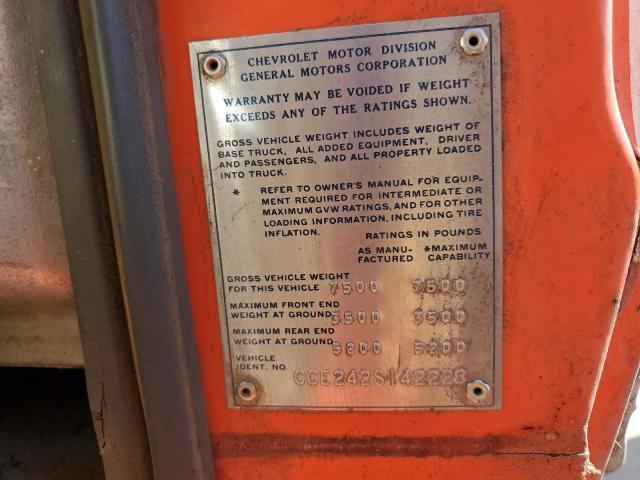 CHEVROLET MOTOR DIVISION
GENERAL MOTORS CORPORATION
WARRANTY MAY BE VOIDED IF WEIGHT
EXCEEDS ANY OF THE RATINGS SHOWN.
GROSS VEHICLE WEIGHT INCLUDES WEIGHT OF
BASE TRUCK, ALL ADDED EQUIPMENT, DRIVER
AND PASSENGERS, AND ALL PROPERTY LOADED
INTO TRUCK.
* REFER TO OWNER'S MANUAL FOR EQUIP-
MENT REQUIRED FOR INTERMEDIATE OR
MAXIMUM GVW RATINGS, AND FOR OTHER
LOADING INFORMATION, INCLUDING TIRE
INFLATION.
RATINGS IN POUNDS
AS MANU- *MAXIMUM
FACTURED CAPABILITY
GROSS VEHICLE WEIGHT
FOR THIS VEHICLE 7500 7500
MAXIMUM FRONT END
WEIGHT AT GROUND 3500 3500
MAXIMUM REAR END
WEIGHT AT GROUND 5200 5200
VEHICLE
IDENT. NO. CCE242S142228